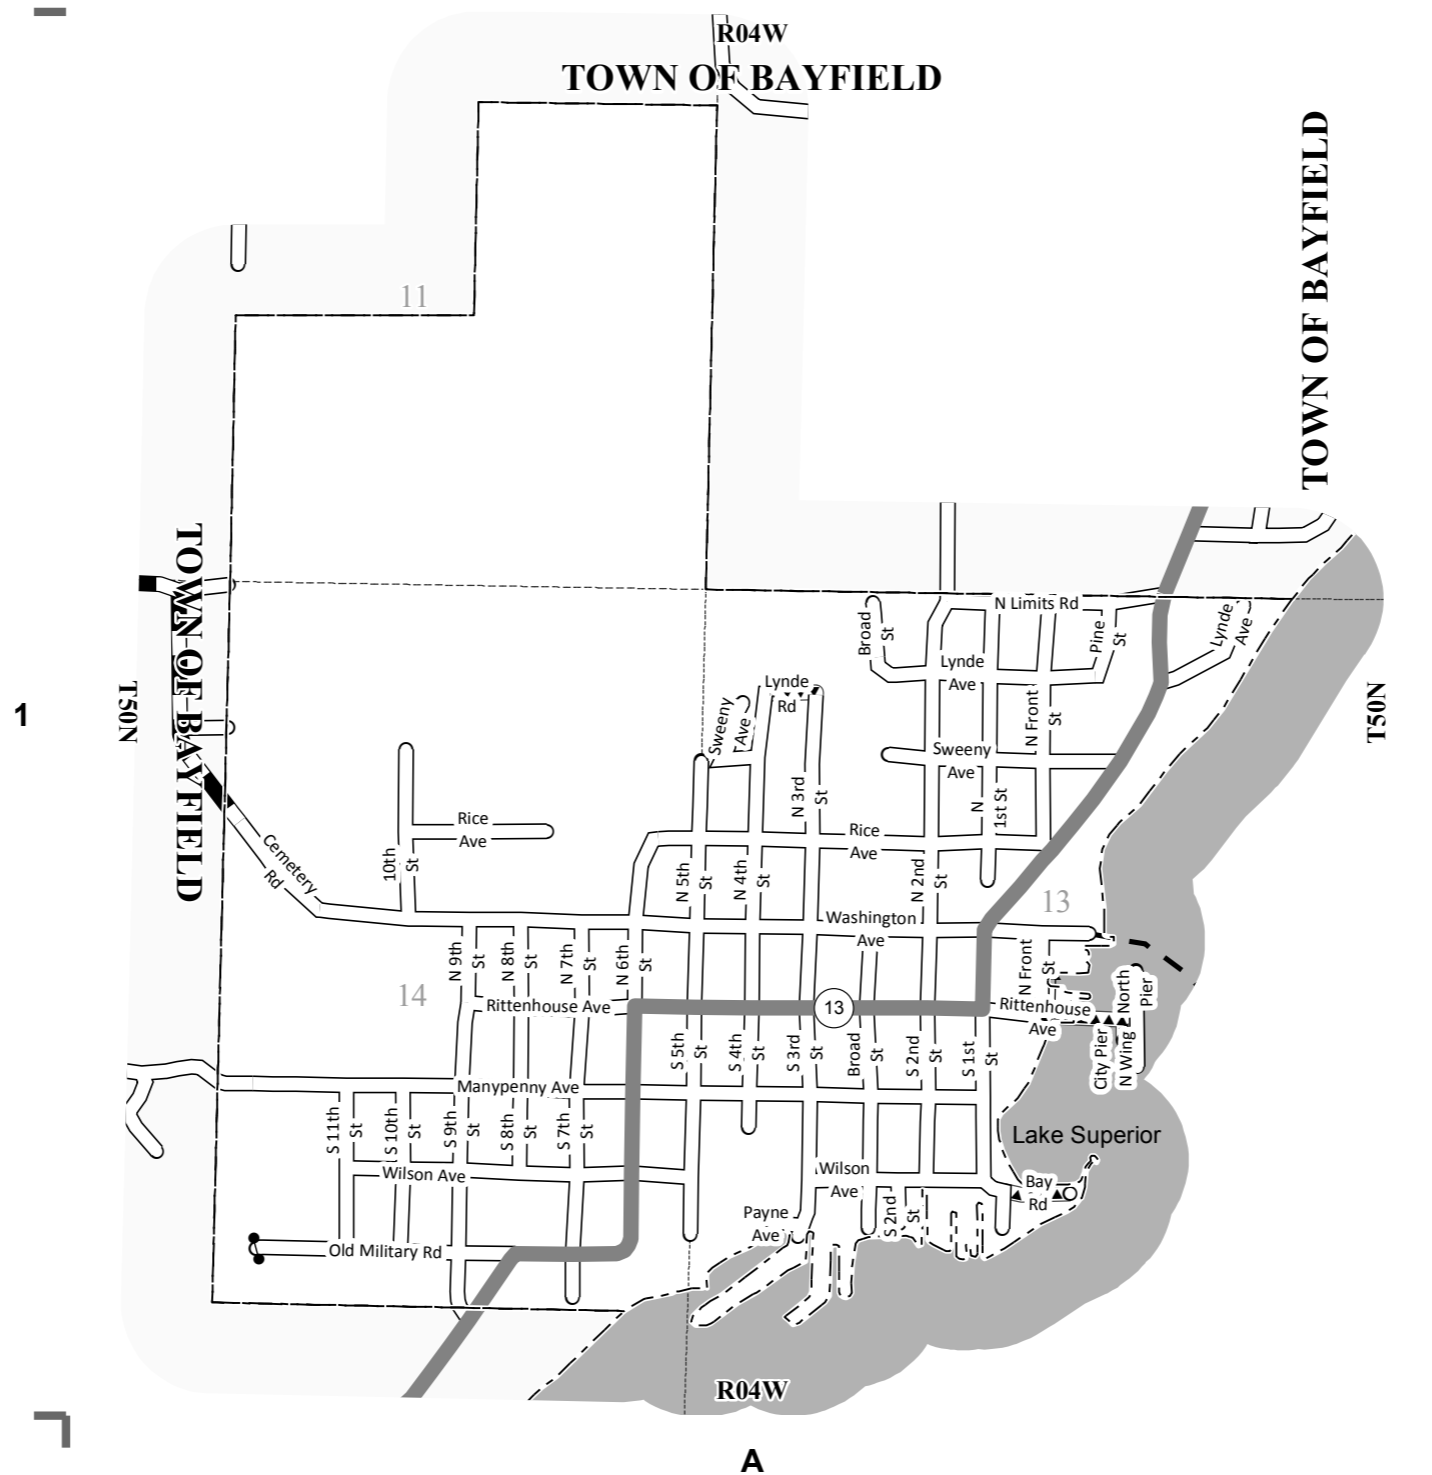 R04W
TOWN OF BAYFIELD
TOWN OF BAYFIELD
11
TOWN OF BAYFIELD
T50N
T50N
1
N Limits Rd
Broad
St
Pine
St
Lynde
Ave
Lynde
Ave
Lynde
Rd
Sweeny
Ave
N Front
St
Sweeny
Ave
N 3rd
St
N
1st St
Rice
Ave
Rice
Ave
Cemetery
Rd
10th
St
N 5th
St
N 4th
St
N 2nd
St
13
Washington
Ave
N 9th
St
N 8th
St
N 7th
St
N 6th
St
N Front
St
14
Rittenhouse Ave
13
Rittenhouse
Ave
North
Pier
City Pier
N Wing
S 5th
St
S 4th
St
S 3rd
St
Broad
St
S 2nd
St
S 1st
St
Manypenny Ave
S 11th
St
S 10th
St
S 9th
St
S 8th
St
S 7th
St
Lake Superior
Wilson Ave
Wilson
Ave
Bay
Rd
S 2nd
St
Payne
Ave
Old Military Rd
R04W
A